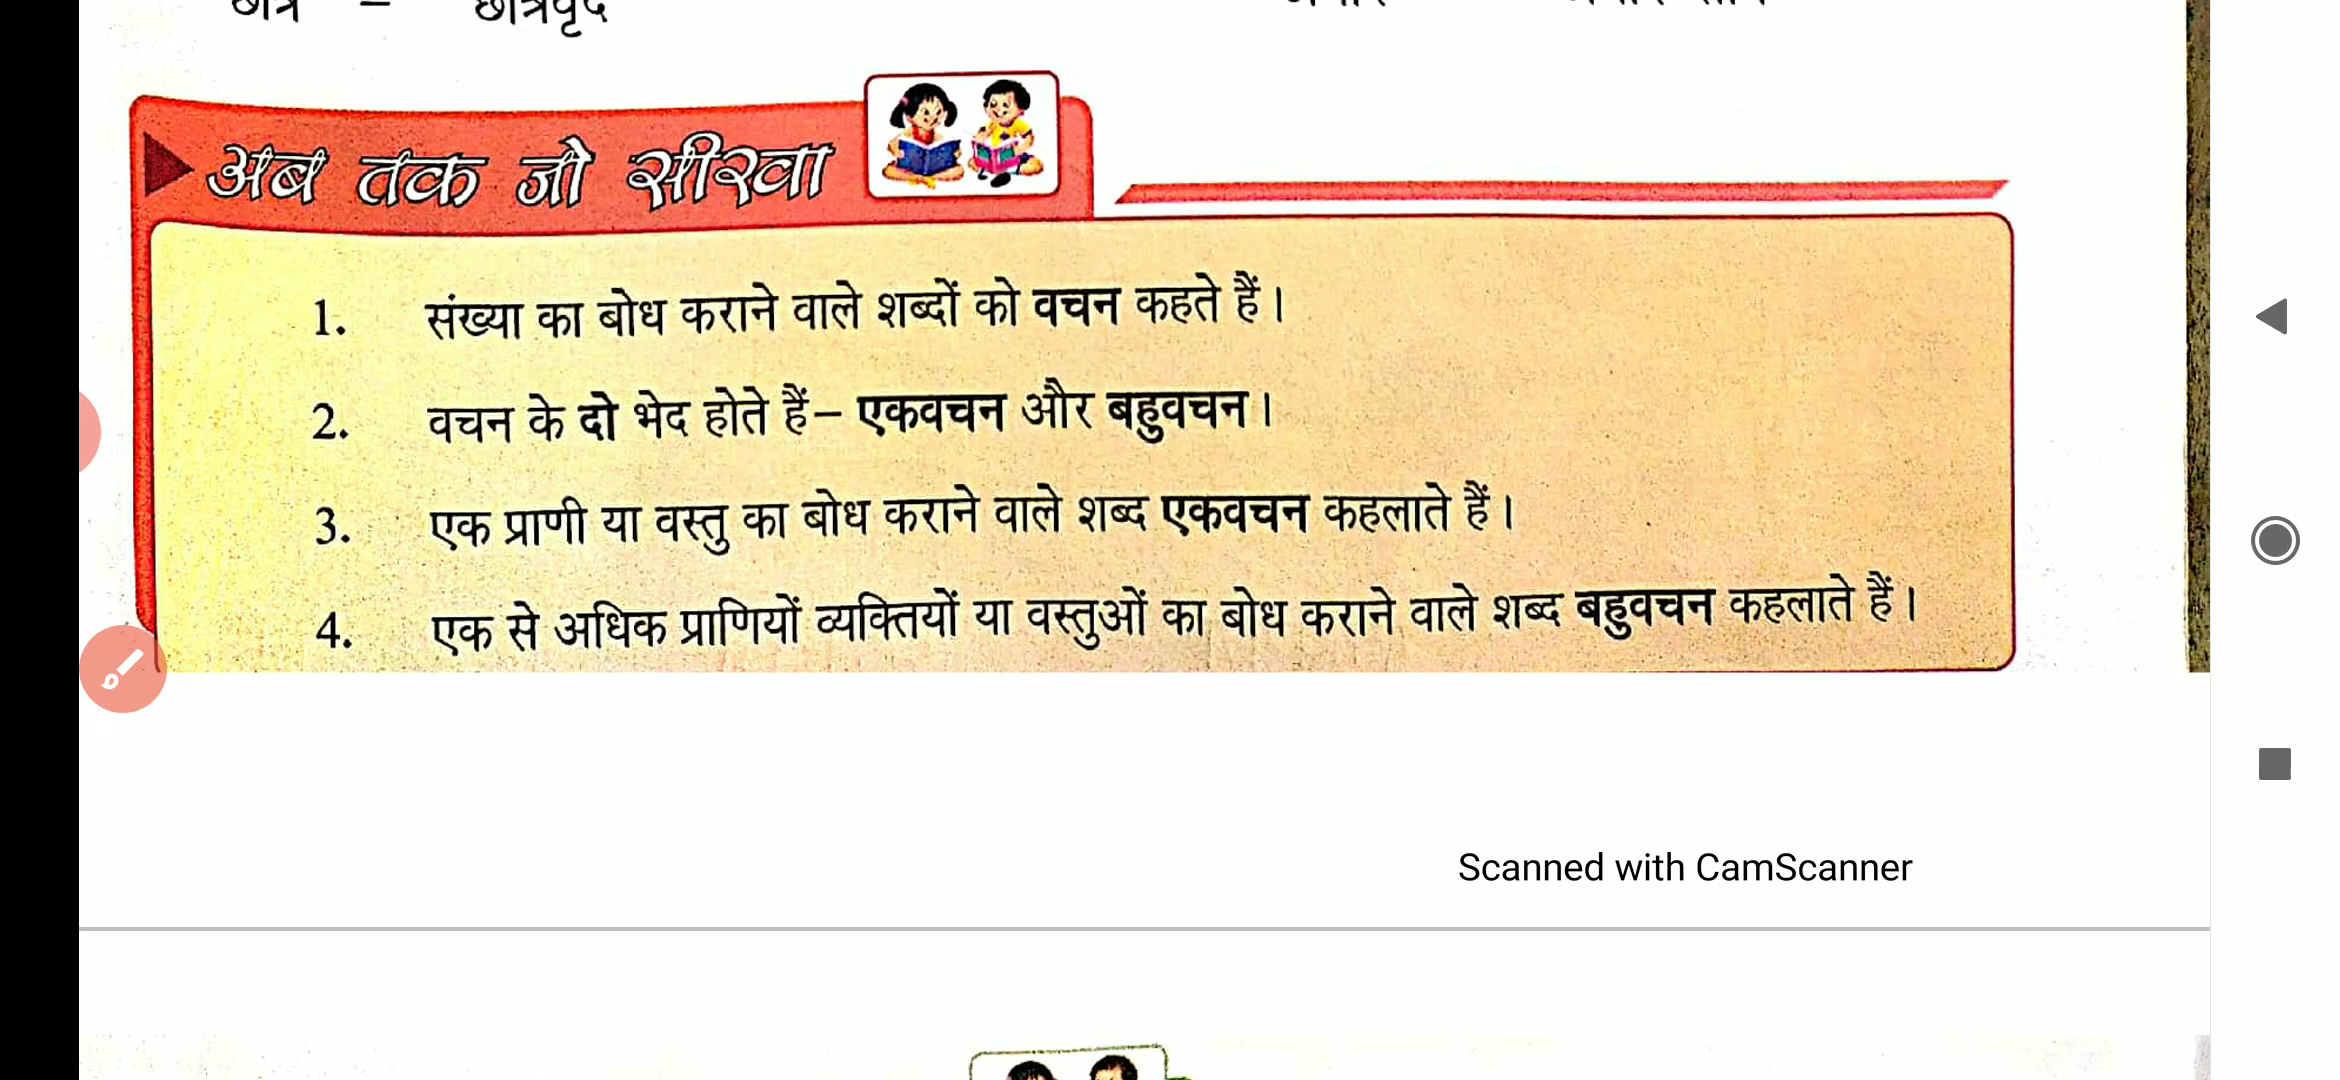 छात्र – छात्रवृंद
अब तक जो सीखा
1. संख्या का बोध कराने वाले शब्दों को वचन कहते हैं।
2. वचन के दो भेद होते हैं– एकवचन और बहुवचन।
3. एक प्राणी या वस्तु का बोध कराने वाले शब्द एकवचन कहलाते हैं।
4. एक से अधिक प्राणियों व्यक्तियों या वस्तुओं का बोध कराने वाले शब्द बहुवचन कहलाते हैं।
Scanned with CamScanner